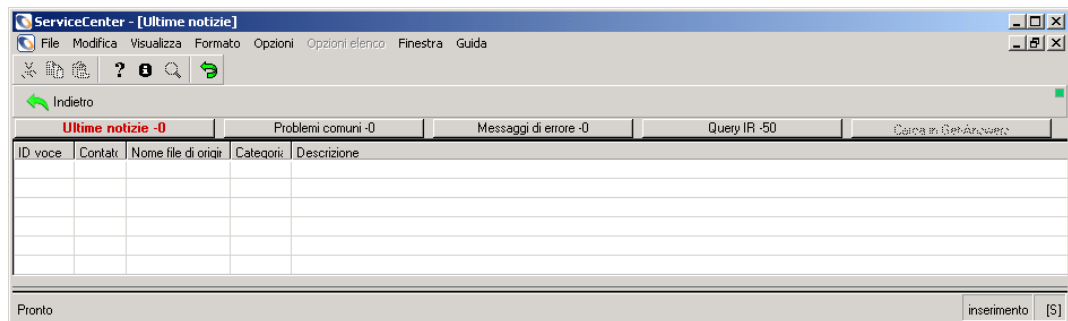 ServiceCenter - [Ultime notizie]
File Modifica Visualizza Formato Opzioni Opzioni elenco Finestra Guida
Indietro
Ultime notizie -0 Problemi comuni -0 Messaggi di errore -0 Query IR -50 Cerca in Get-Answers
ID voce Contatc Nome file di origir Categoria Descrizione
Pronto inserimento [S]